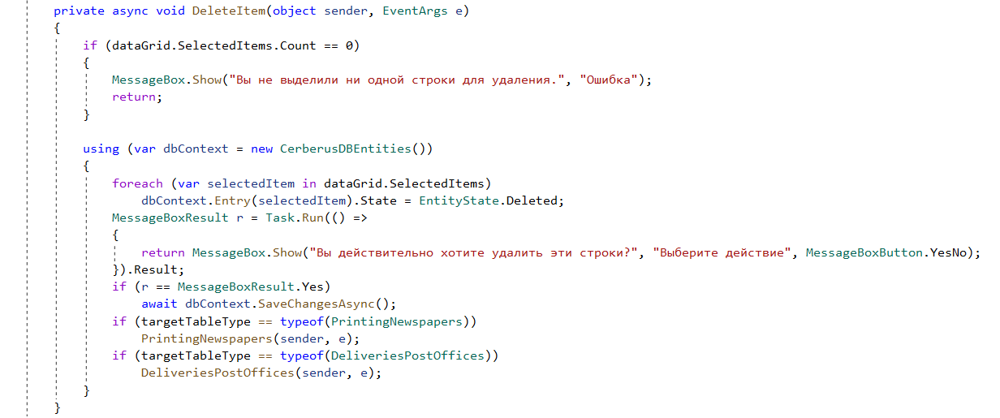 private async void DeleteItem(object sender, EventArgs e)
{
if (dataGrid.SelectedItems.Count == 0)
{
MessageBox.Show("Вы не выделили ни одной строки для удаления.", "Ошибка");
return;
}
using (var dbContext = new CerberusDBEntities())
{
foreach (var selectedItem in dataGrid.SelectedItems)
dbContext.Entry(selectedItem).State = EntityState.Deleted;
MessageBoxResult r = Task.Run(() =>
{
return MessageBox.Show("Вы действительно хотите удалить эти строки?", "Выберите действие", MessageBoxButton.YesNo);
}).Result;
if (r == MessageBoxResult.Yes)
await dbContext.SaveChangesAsync();
if (targetTableType == typeof(PrintingNewspapers))
PrintingNewspapers(sender, e);
if (targetTableType == typeof(DeliveriesPostOffices))
DeliveriesPostOffices(sender, e);
}
}